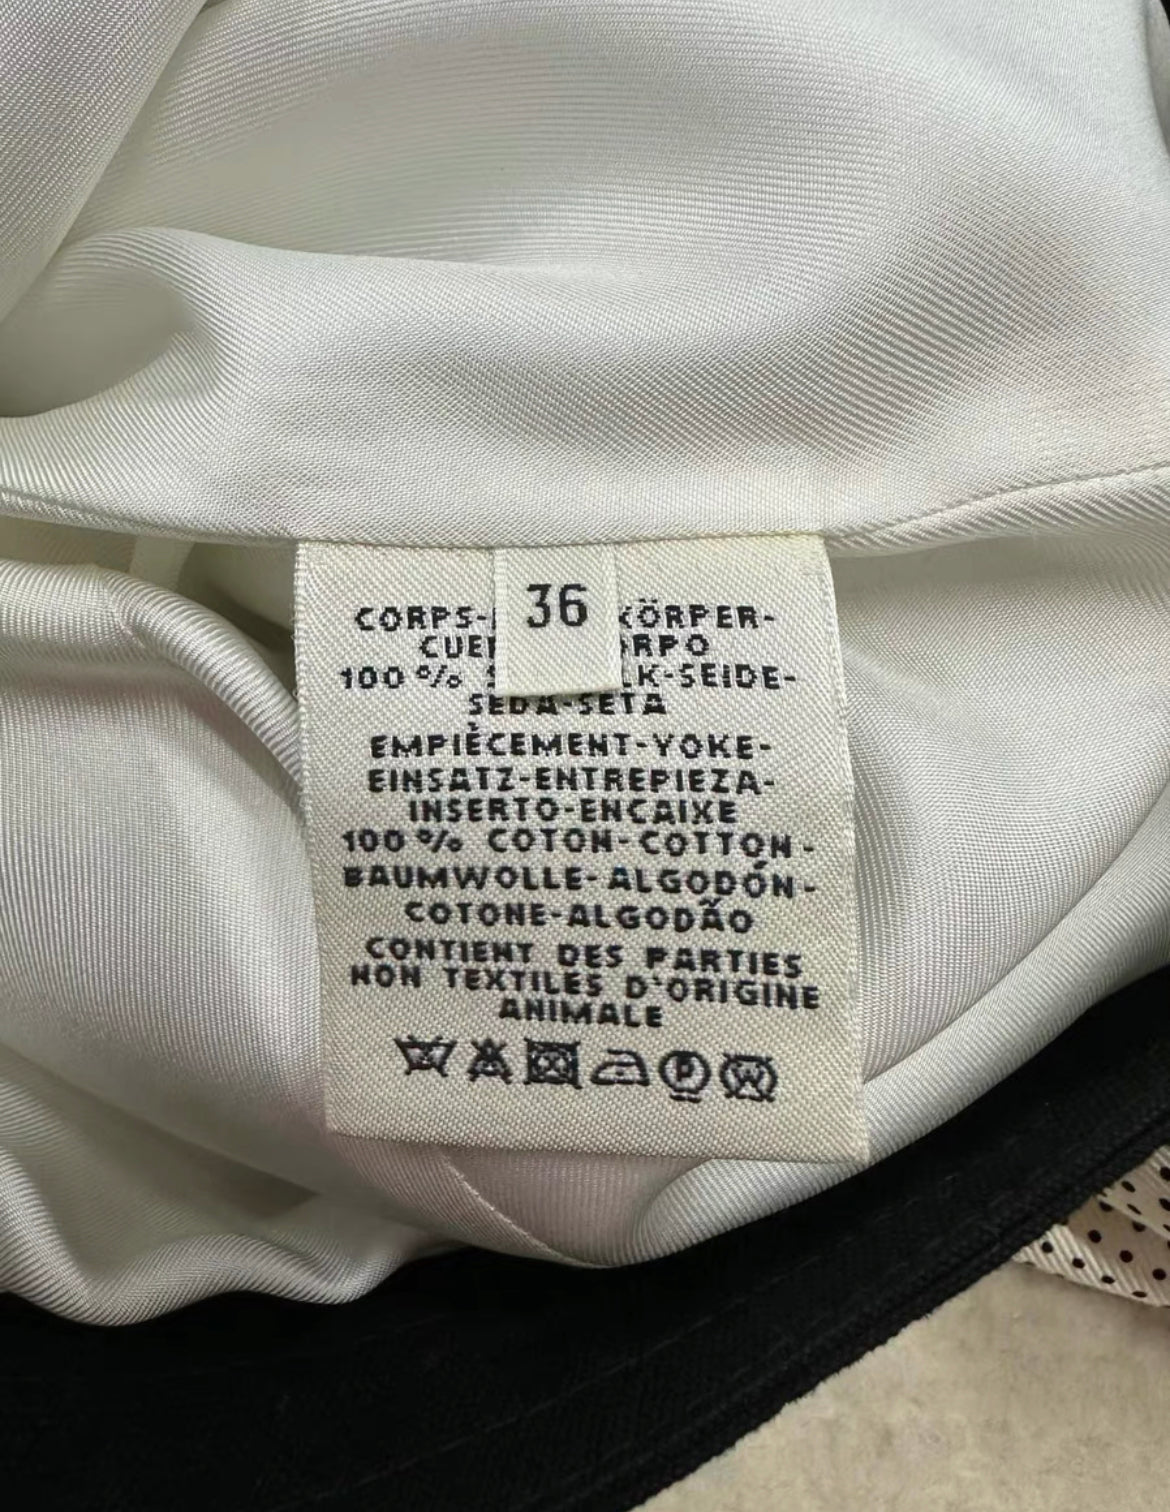 36
CORPS- KÖRPER-
CUE RPO
100 % S LK-SEIDE-
SEDA-SETA
EMPIÈCEMENT-YOKE-
EINSATZ-ENTREPIEZA-
INSERTO-ENCAIXE
100 % COTON-COTTON-
BAUMWOLLE-ALGODÓN-
COTONE-ALGODÃO
CONTIENT DES PARTIES
NON TEXTILES D'ORIGINE
ANIMALE
P